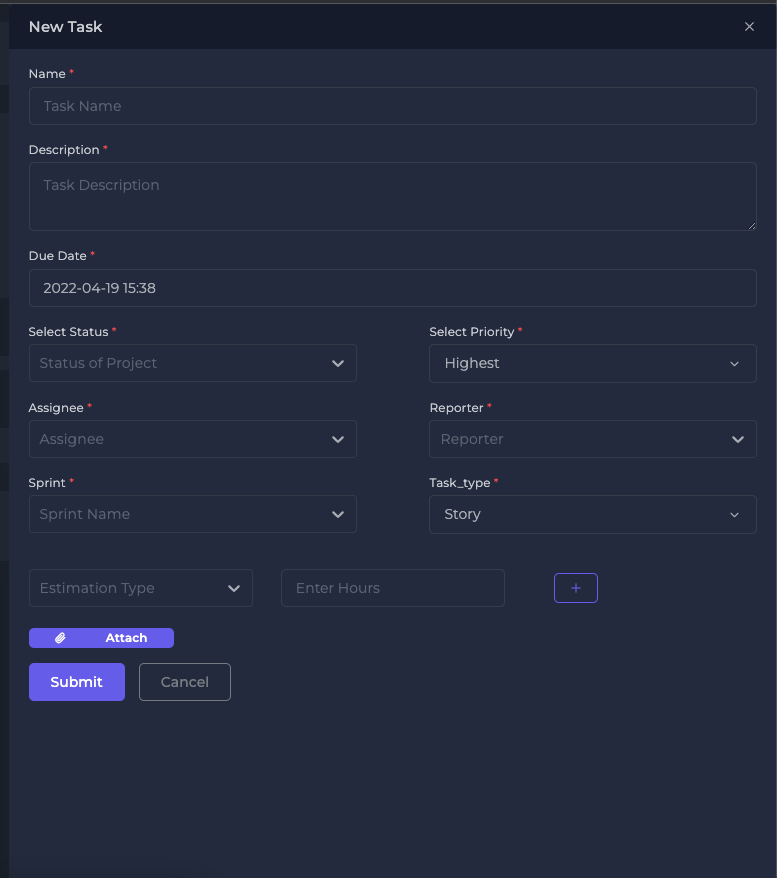 New Task
Name *
Task Name
Description *
Task Description
Due Date *
2022-04-19 15:38
Select Status * Select Priority *
Status of Project Highest
Assignee * Reporter *
Assignee Reporter
Sprint * Task_type *
Sprint Name Story
Estimation Type Enter Hours +
Attach
Submit Cancel